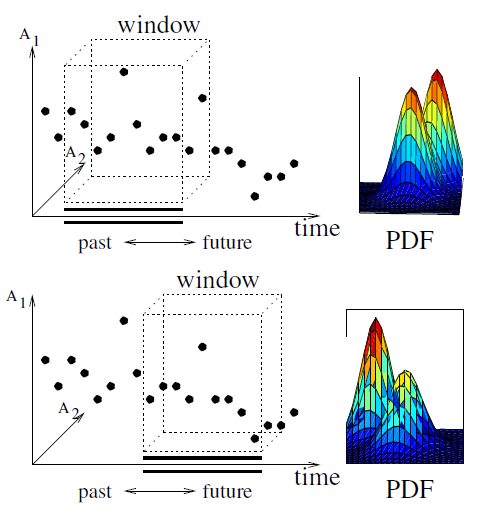 window
A1
A2
time
past
future
PDF
window
A1
A2
time
past
future
PDF